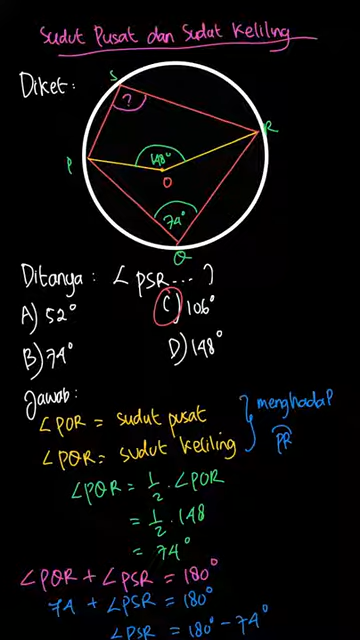 Sudut Pusat dan Sudut Keliling
Diket:
S
?
R
P
148°
O
74°
Q
Ditanya : ∠ PSR... ?
A) 52°
C) 106°
B) 74°
D) 148°
Jawab:
∠POR = sudut pusat
∠PQR = sudut keliling
menghadap
PR
∠PQR = 1/2 . ∠POR
= 1/2 . 148
= 74°
∠PQR + ∠PSR = 180°
74 + ∠PSR = 180°
∠PSR = 180° - 74°